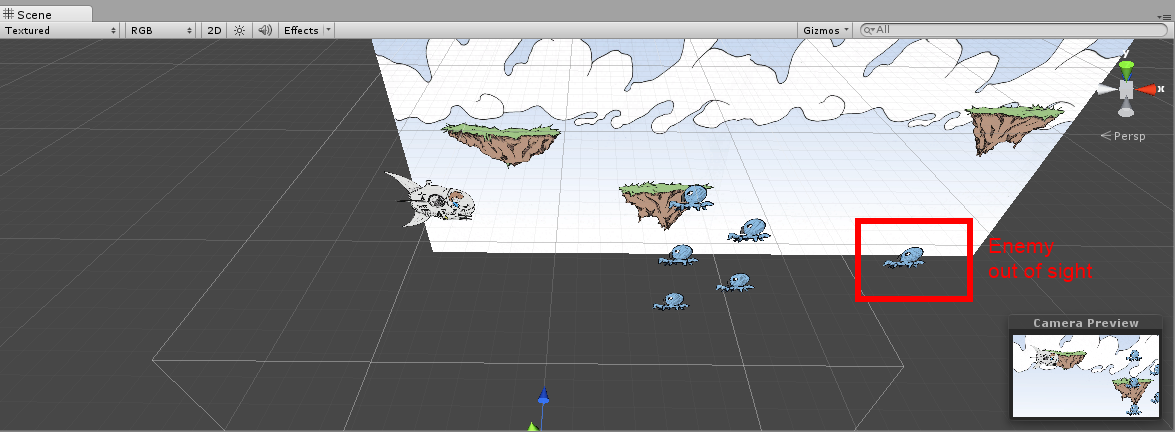 Scene
Textured
RGB
2D
Effects
Gizmos
All
y
x
Persp
Enemy
out of sight
Camera Preview